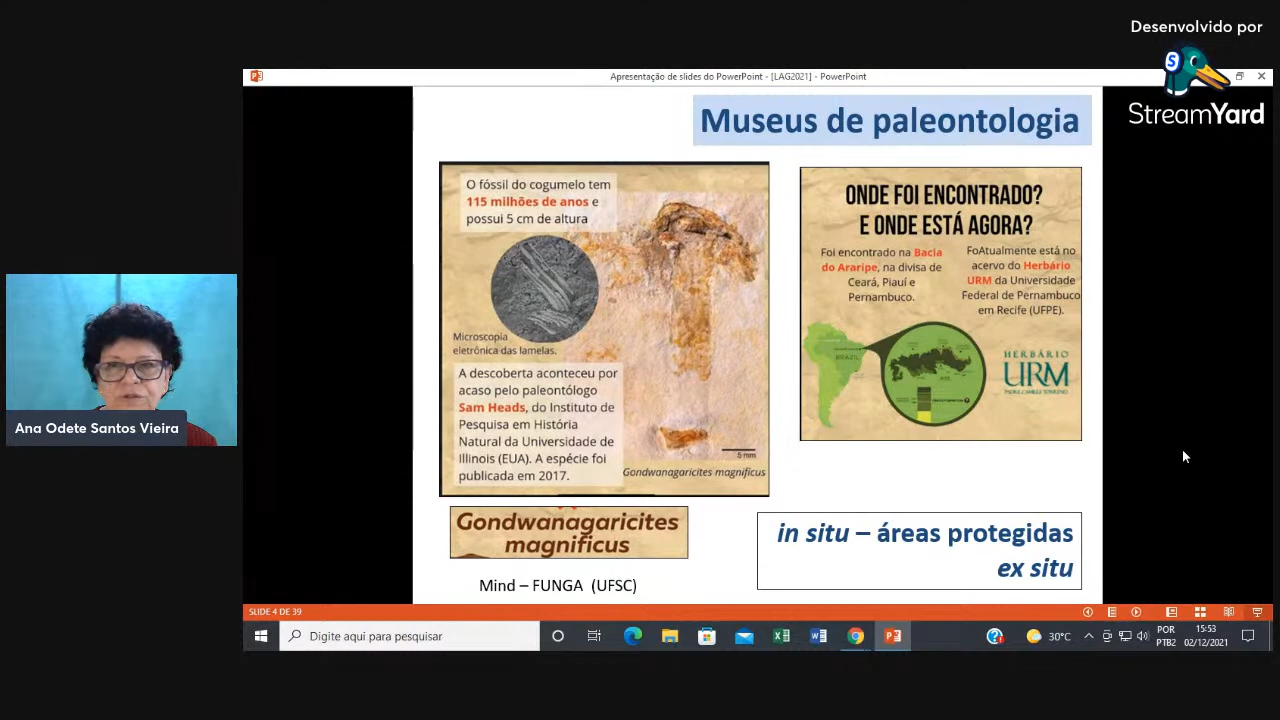 Desenvolvido por
StreamYard
Apresentação de slides do PowerPoint - [LAG2021] - PowerPoint
Museus de paleontologia
O fóssil do cogumelo tem
115 milhões de anos e
possui 5 cm de altura
Microscopia
eletrônica das lamelas.
A descoberta aconteceu por
acaso pelo paleontólogo
Sam Heads, do Instituto de
Pesquisa em História
Natural da Universidade de
Illinois (EUA). A espécie foi
publicada em 2017.
5 mm
Gondwanagaricites magnificus
ONDE FOI ENCONTRADO?
E ONDE ESTÁ AGORA?
Foi encontrado na Bacia
do Araripe, na divisa de
Ceará, Piauí e
Pernambuco.
FoAtualmente está no
acervo do Herbário
URM da Universidade
Federal de Pernambuco
em Recife (UFPE).
BRAZIL
HERBÁRIO
URM
Gondwanagaricites
magnificus
Mind – FUNGA (UFSC)
in situ – áreas protegidas
ex situ
Ana Odete Santos Vieira
SLIDE 4 DE 39
Digite aqui para pesquisar
30°C
POR
PTB2
15:53
02/12/2021